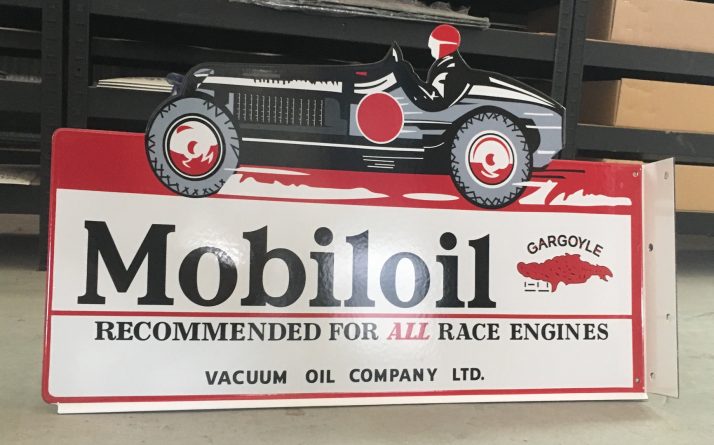 Mobiloil
GARGOYLE
RECOMMENDED FOR ALL RACE ENGINES
VACUUM OIL COMPANY LTD.